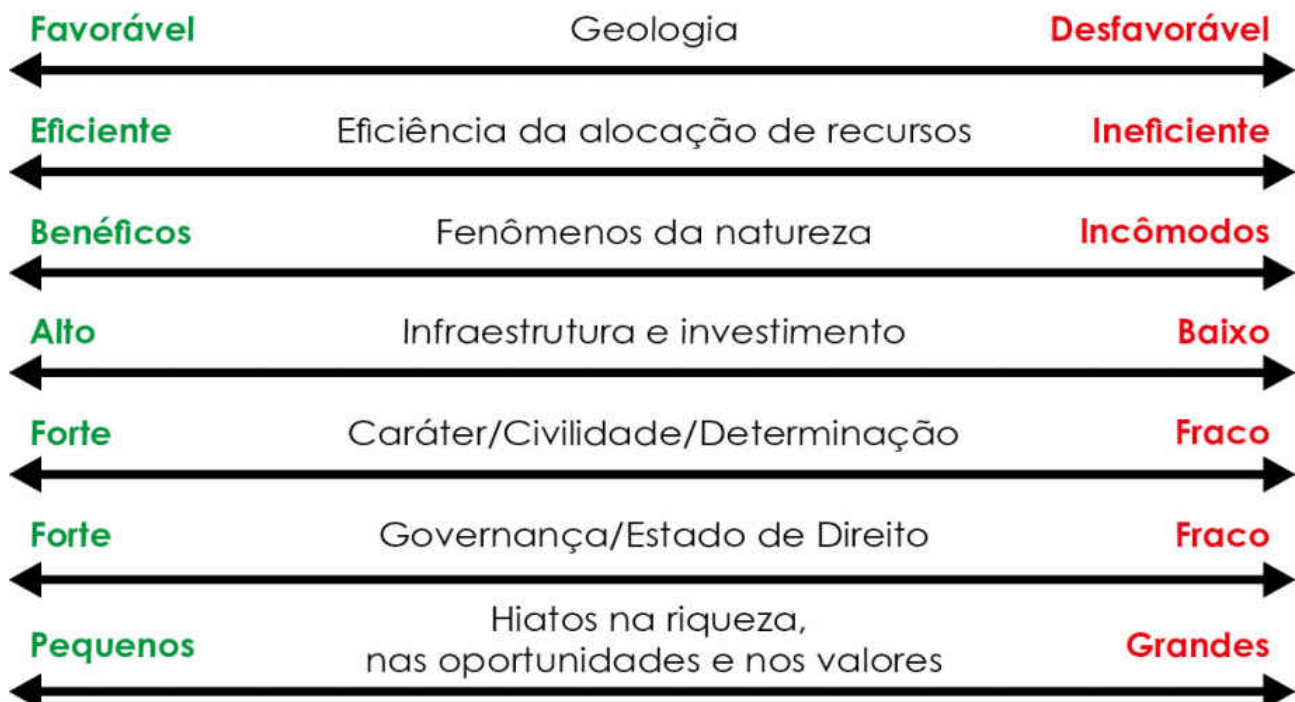 Favorável Geologia Desfavorável
Eficiente Eficiência da alocação de recursos Ineficiente
Benéficos Fenômenos da natureza Incômodos
Alto Infraestrutura e investimento Baixo
Forte Caráter/Civilidade/Determinação Fraco
Forte Governança/Estado de Direito Fraco
Pequenos Hiatos na riqueza, Grandes
nas oportunidades e nos valores